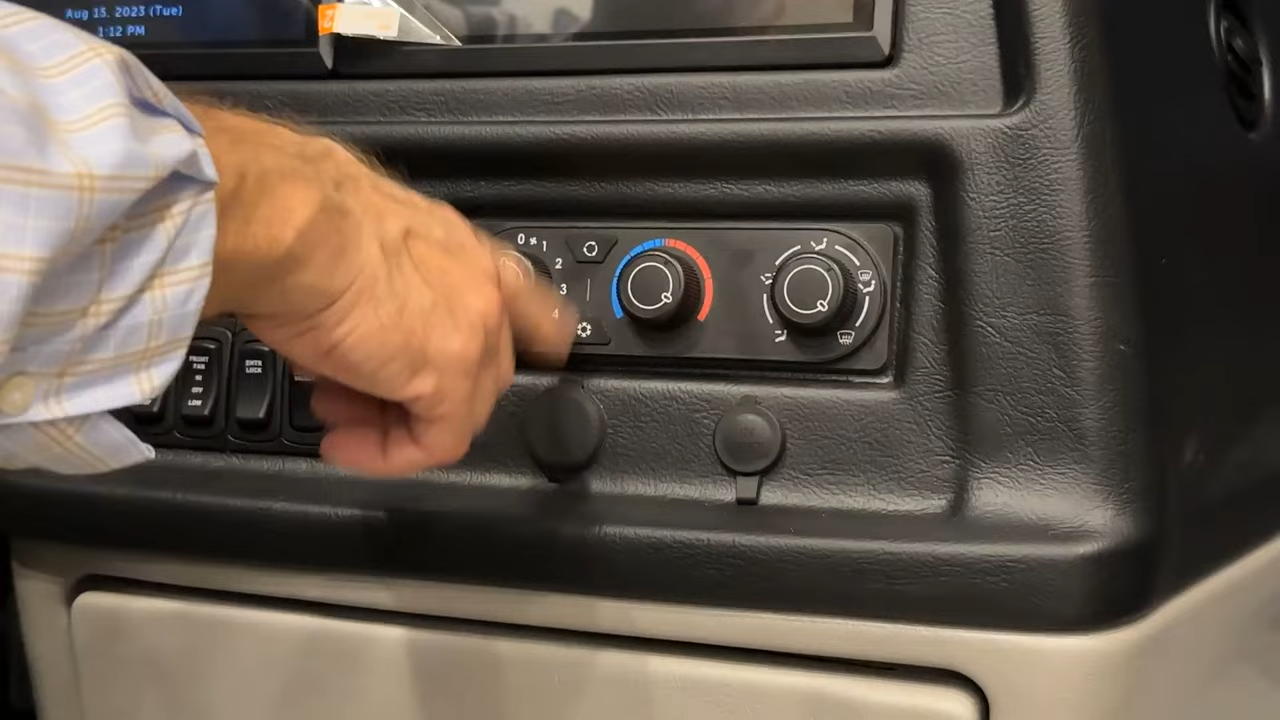 Aug 15, 2023 (Tue)
1:12 PM
0 1
2
3
4
FRONT
FAN
HI
OFF
LOW
ENTR
LOCK